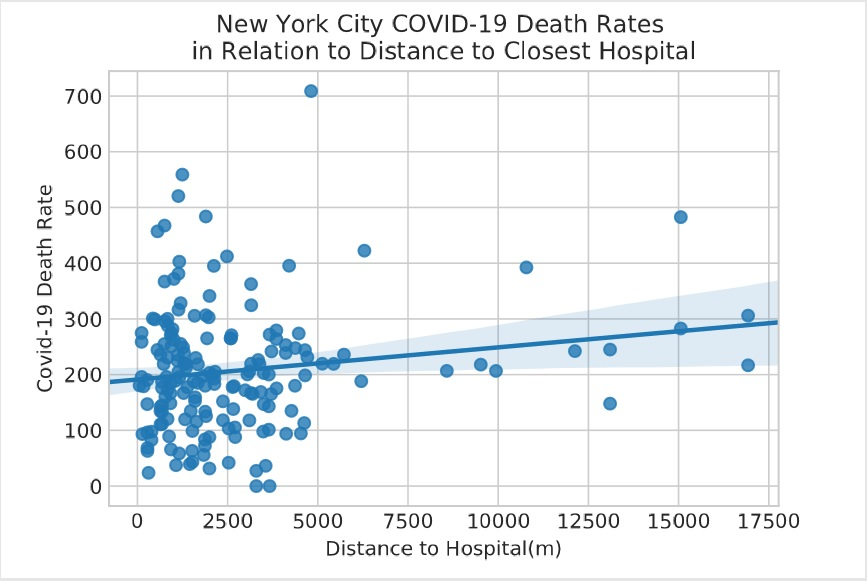 New York City COVID-19 Death Rates
in Relation to Distance to Closest Hospital
700
600
500
400
300
200
100
0
Covid-19 Death Rate
0 2500 5000 7500 10000 12500 15000 17500
Distance to Hospital(m)